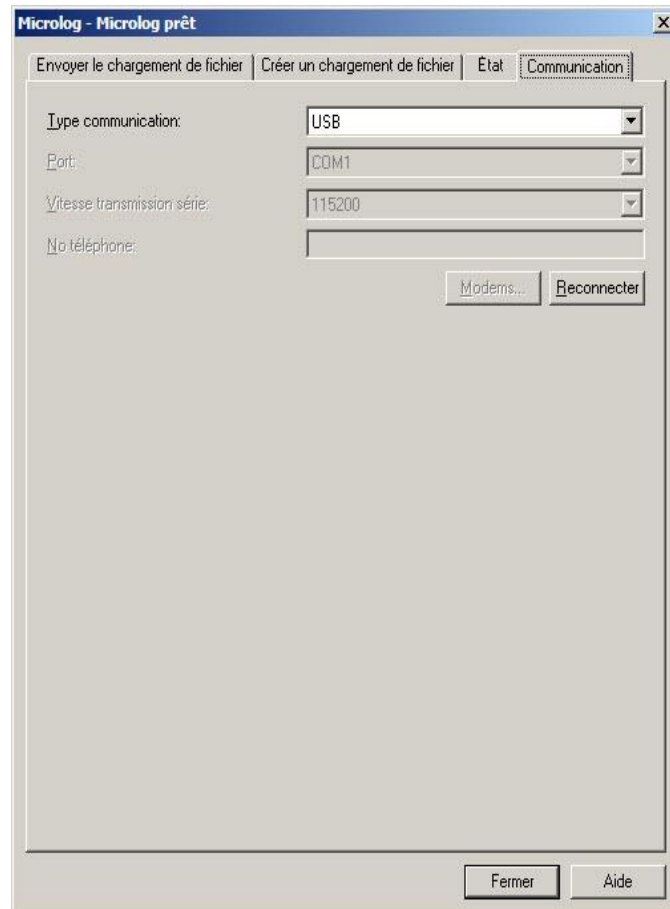 Microlog - Microlog prêt
Envoyer le chargement de fichier Créer un chargement de fichier État Communication
Type communication: USB
Port: COM1
Vitesse transmission série: 115200
No téléphone:
Modems... Reconnecter
Fermer Aide